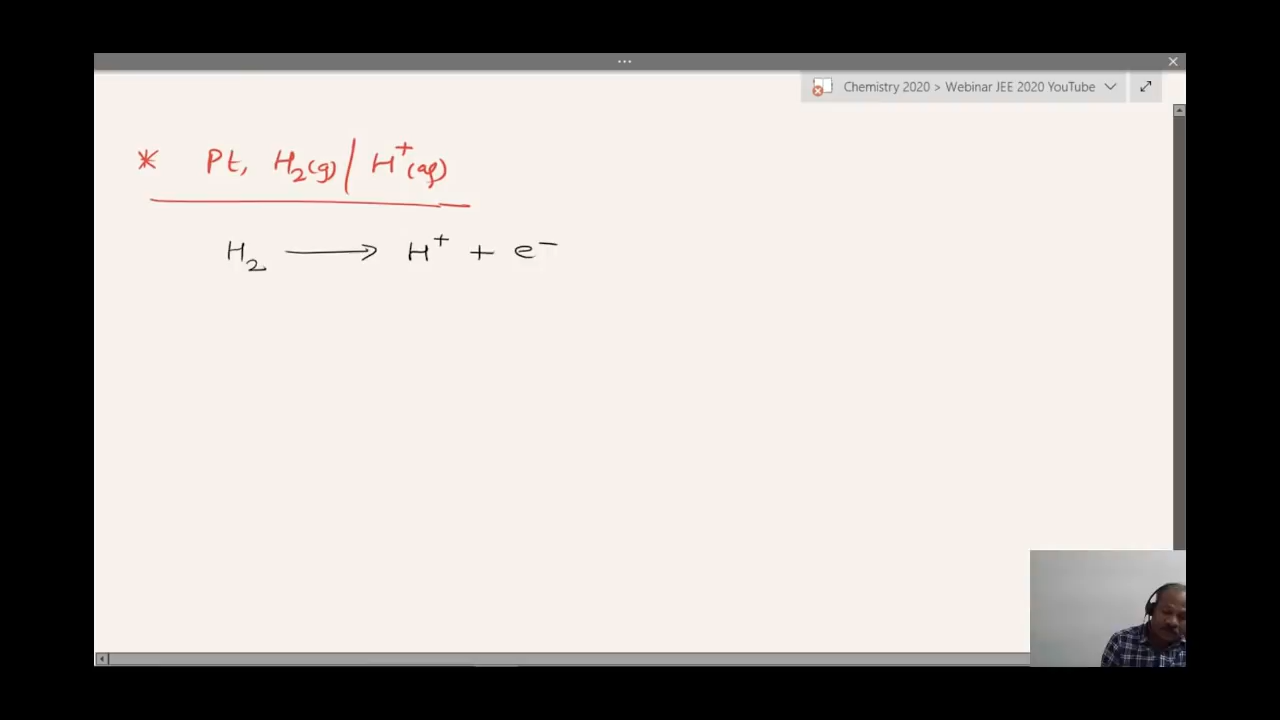 ...
Chemistry 2020 > Webinar JEE 2020 YouTube
* Pt, H₂(g) / H⁺(aq)
H₂ ⟶ H⁺ + e⁻